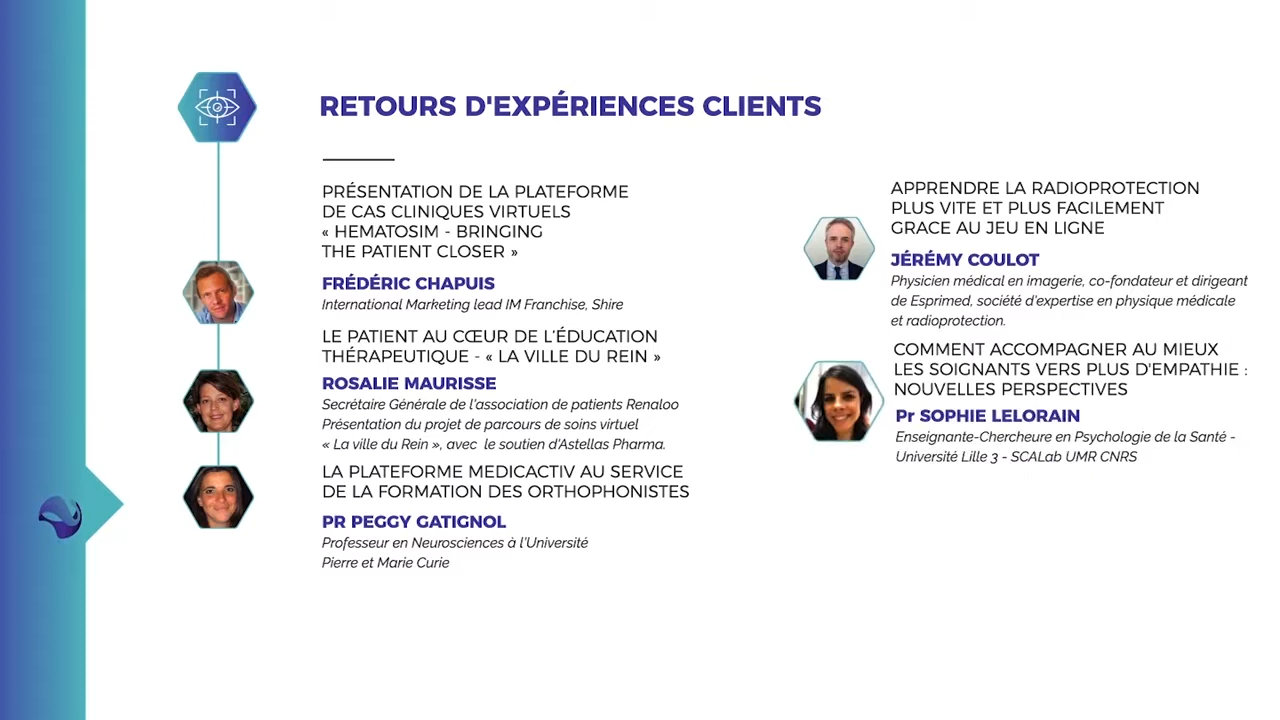 RETOURS D'EXPÉRIENCES CLIENTS
PRÉSENTATION DE LA PLATEFORME
DE CAS CLINIQUES VIRTUELS
« HEMATOSIM - BRINGING
THE PATIENT CLOSER »
FRÉDÉRIC CHAPUIS
International Marketing lead IM Franchise, Shire
LE PATIENT AU CŒUR DE L'ÉDUCATION
THÉRAPEUTIQUE - « LA VILLE DU REIN »
ROSALIE MAURISSE
Secrétaire Générale de l'association de patients Renaloo
Présentation du projet de parcours de soins virtuel
« La ville du Rein », avec le soutien d'Astellas Pharma.
LA PLATEFORME MEDICACTIV AU SERVICE
DE LA FORMATION DES ORTHOPHONISTES
PR PEGGY GATIGNOL
Professeur en Neurosciences à l'Université
Pierre et Marie Curie
APPRENDRE LA RADIOPROTECTION
PLUS VITE ET PLUS FACILEMENT
GRACE AU JEU EN LIGNE
JÉRÉMY COULOT
Physicien médical en imagerie, co-fondateur et dirigeant
de Esprimed, société d'expertise en physique médicale
et radioprotection.
COMMENT ACCOMPAGNER AU MIEUX
LES SOIGNANTS VERS PLUS D'EMPATHIE :
NOUVELLES PERSPECTIVES
Pr SOPHIE LELORAIN
Enseignante-Chercheure en Psychologie de la Santé -
Université Lille 3 - SCALab UMR CNRS